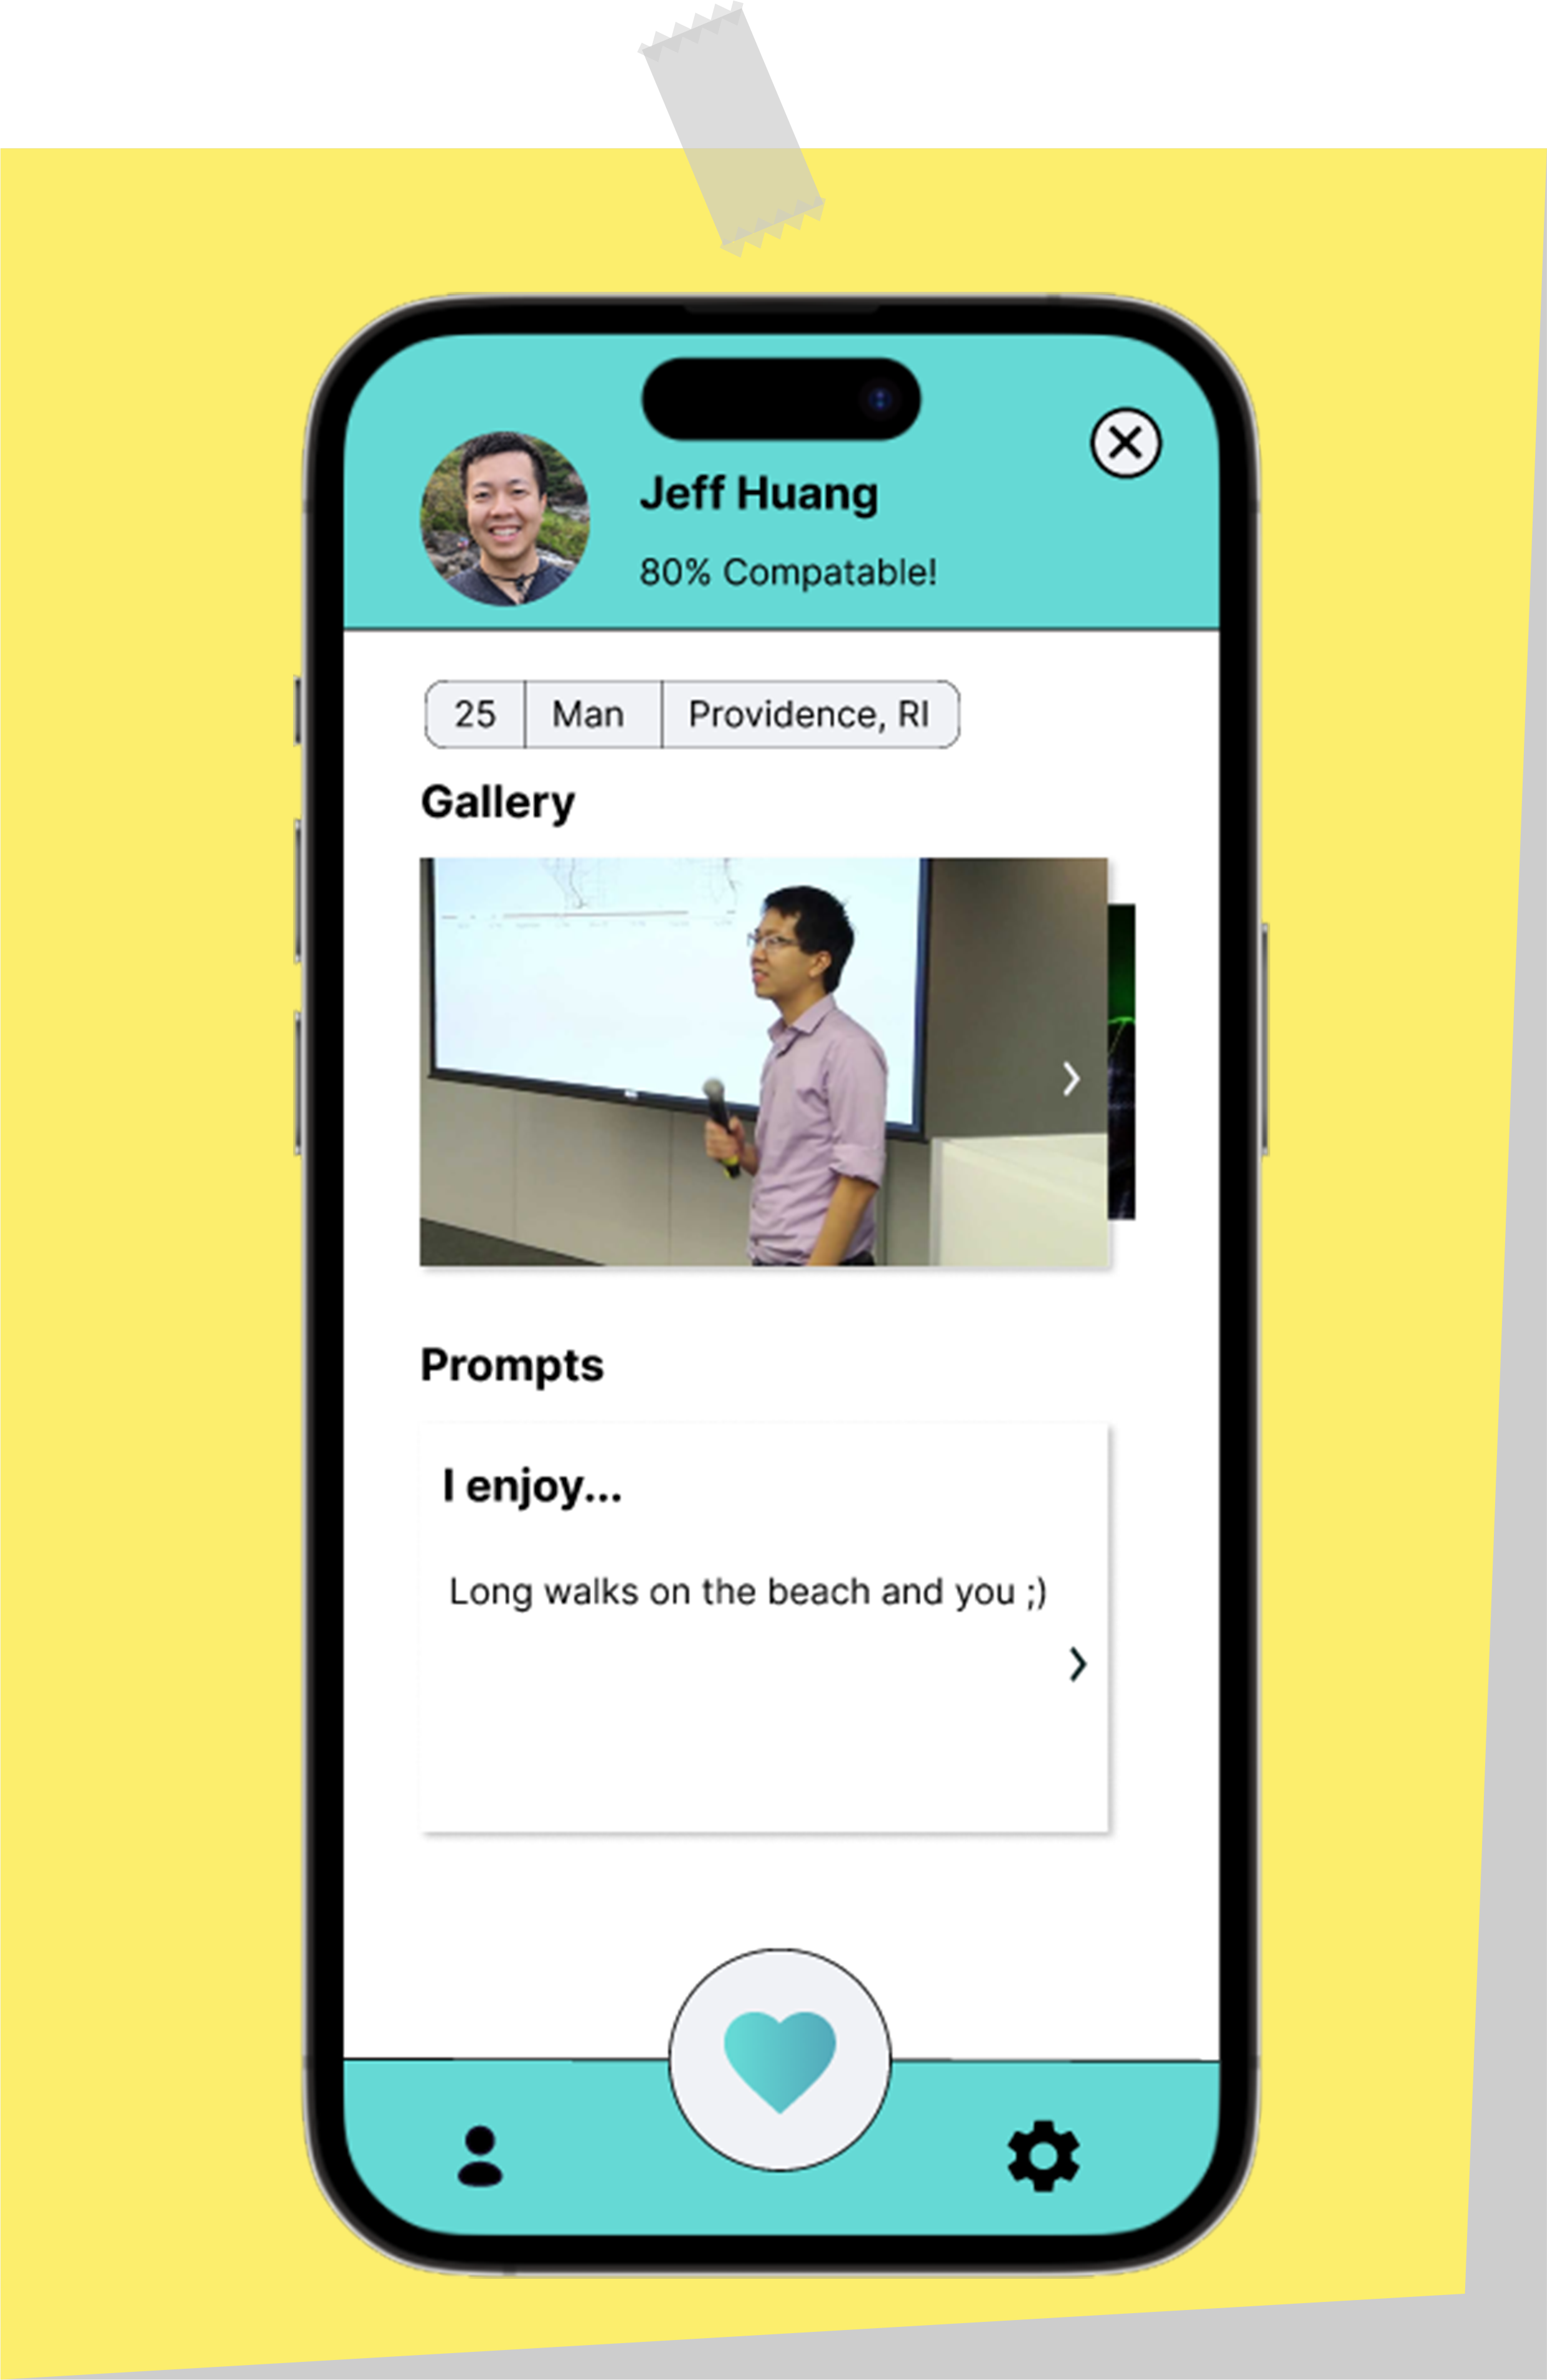 Jeff Huang
80% Compatable!
25 Man Providence, RI
Gallery
Prompts
I enjoy...
Long walks on the beach and you ;)